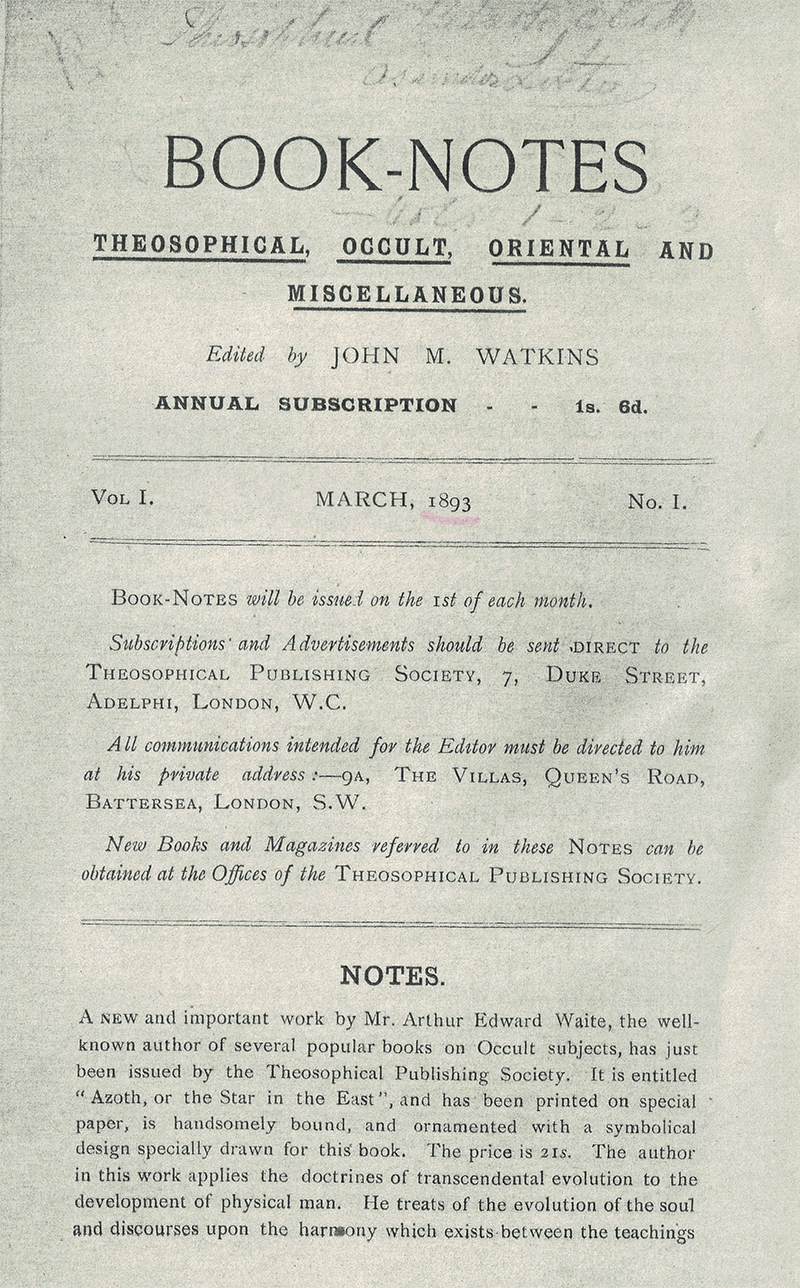 BOOK-NOTES
THEOSOPHICAL, OCCULT, ORIENTAL AND
MISCELLANEOUS.
Edited by JOHN M. WATKINS
ANNUAL SUBSCRIPTION - - 1s. 6d.
VOL I. MARCH, 1893 No. I.
BOOK-NOTES will be issued on the 1st of each month.
Subscriptions and Advertisements should be sent DIRECT to the
THEOSOPHICAL PUBLISHING SOCIETY, 7, DUKE STREET,
ADELPHI, LONDON, W.C.
All communications intended for the Editor must be directed to him
at his private address:—9A, THE VILLAS, QUEEN'S ROAD,
BATTERSEA, LONDON, S.W.
New Books and Magazines referred to in these NOTES can be
obtained at the Offices of the THEOSOPHICAL PUBLISHING SOCIETY.
NOTES.
A NEW and important work by Mr. Arthur Edward Waite, the well-
known author of several popular books on Occult subjects, has just
been issued by the Theosophical Publishing Society. It is entitled
"Azoth, or the Star in the East", and has been printed on special
paper, is handsomely bound, and ornamented with a symbolical
design specially drawn for this book. The price is 21s. The author
in this work applies the doctrines of transcendental evolution to the
development of physical man. He treats of the evolution of the soul
and discourses upon the harmony which exists between the teachings